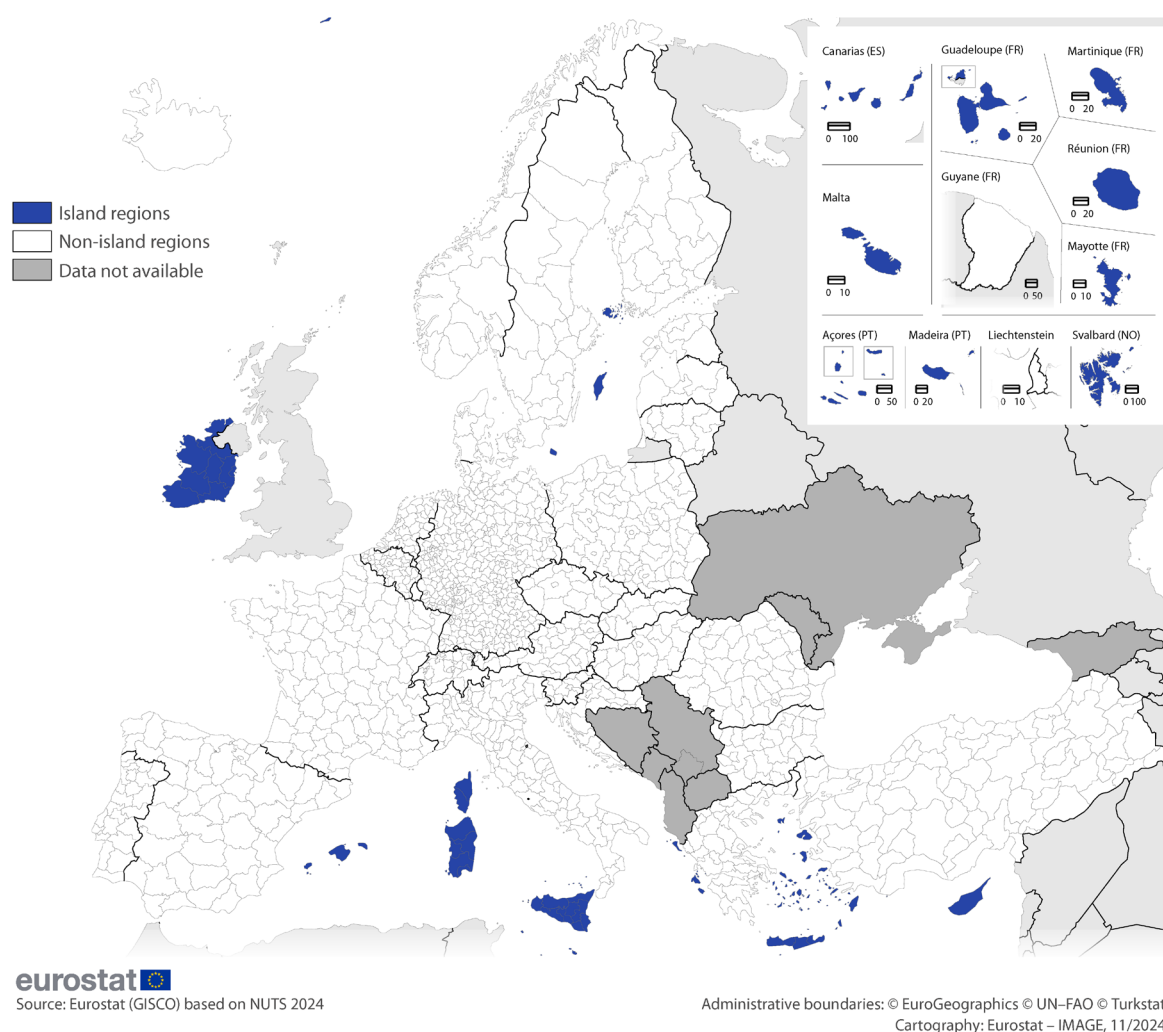 Canarias (ES)
Guadeloupe (FR)
Martinique (FR)
0 100
0 20
0 20
Réunion (FR)
0 20
Malta
Guyane (FR)
0 10
0 50
Mayotte (FR)
0 10
Açores (PT)
Madeira (PT)
Liechtenstein
Svalbard (NO)
0 50
0 20
0 10
0 100
Island regions
Non-island regions
Data not available
eurostat
Source: Eurostat (GISCO) based on NUTS 2024
Administrative boundaries: © EuroGeographics © UN–FAO © Turkstat
Cartography: Eurostat – IMAGE, 11/2024